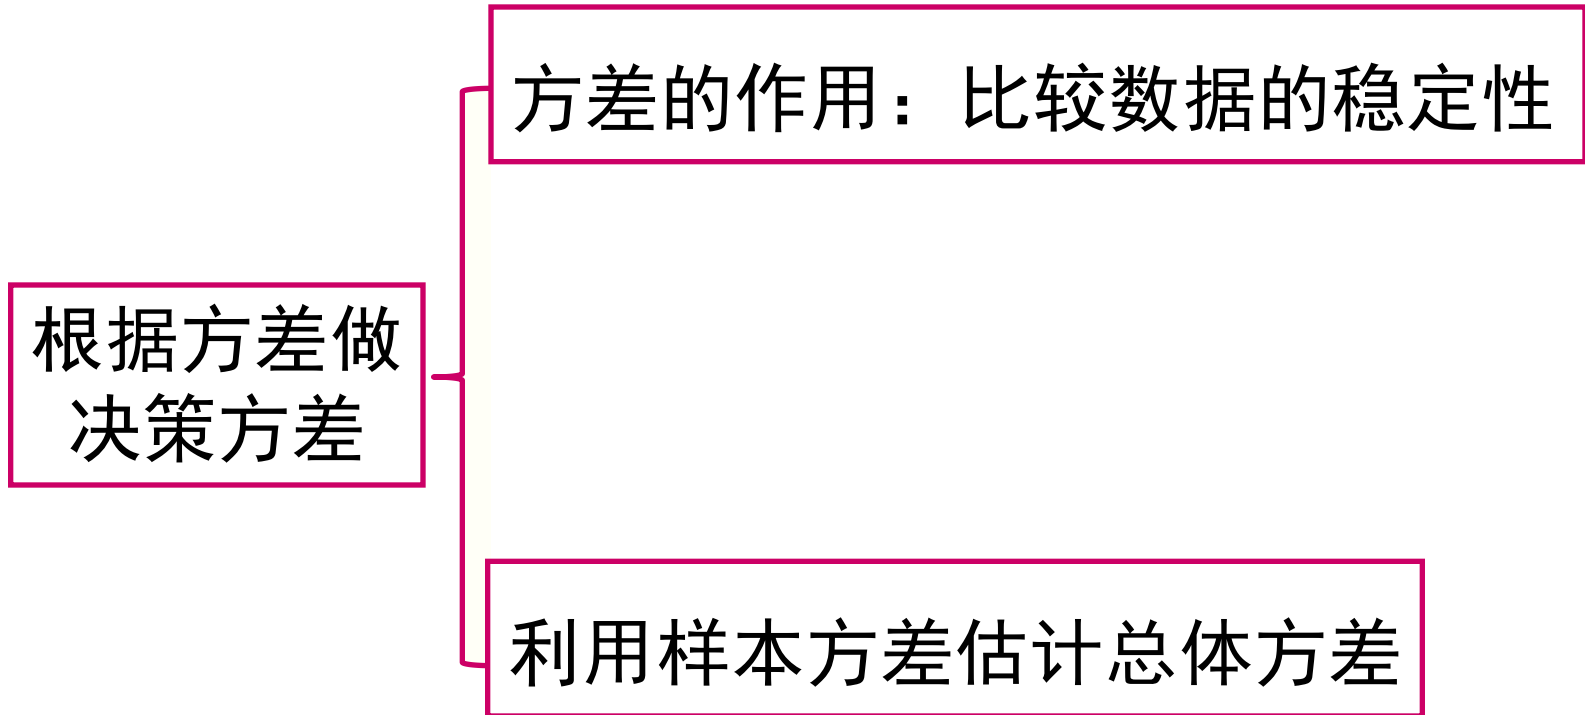 方差的作用：比较数据的稳定性
根据方差做
决策方差
利用样本方差估计总体方差